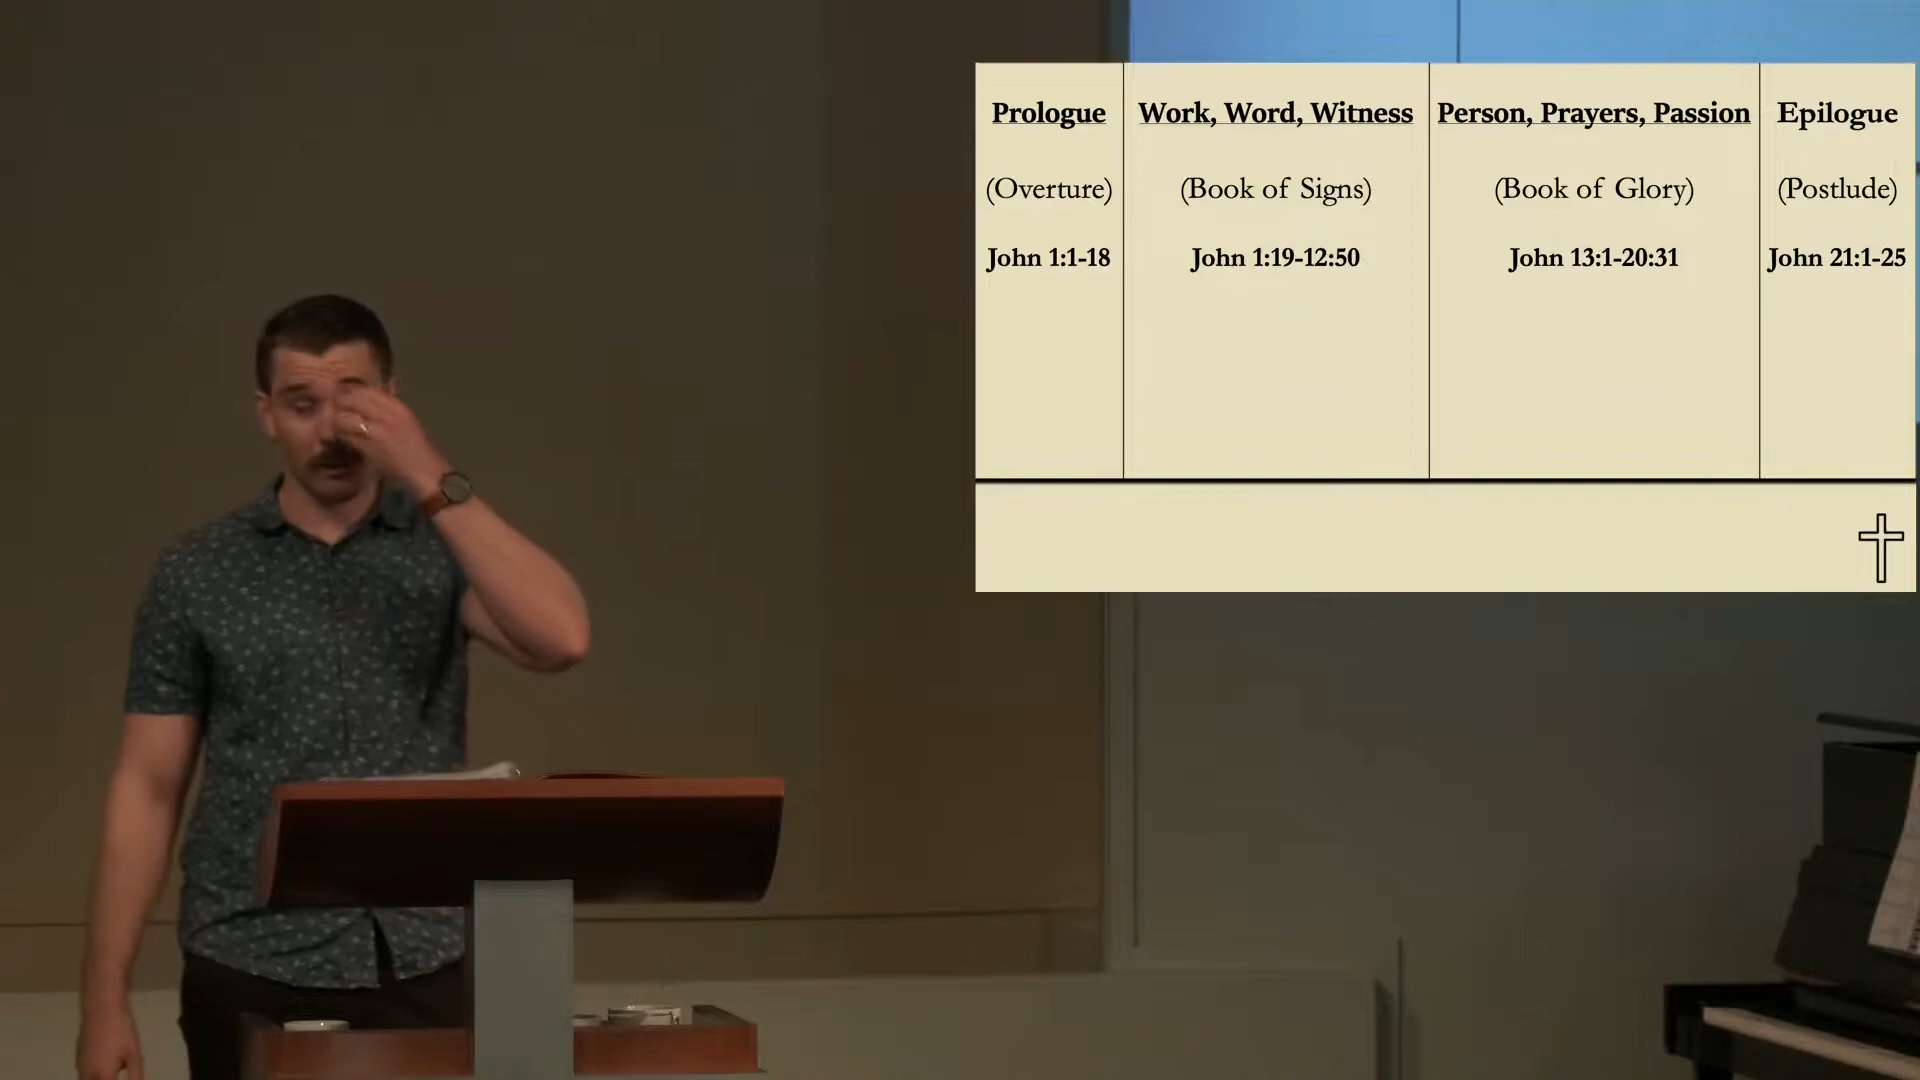 Prologue
(Overture)
John 1:1-18
Work, Word, Witness
(Book of Signs)
John 1:19-12:50
Person, Prayers, Passion
(Book of Glory)
John 13:1-20:31
Epilogue
(Postlude)
John 21:1-25